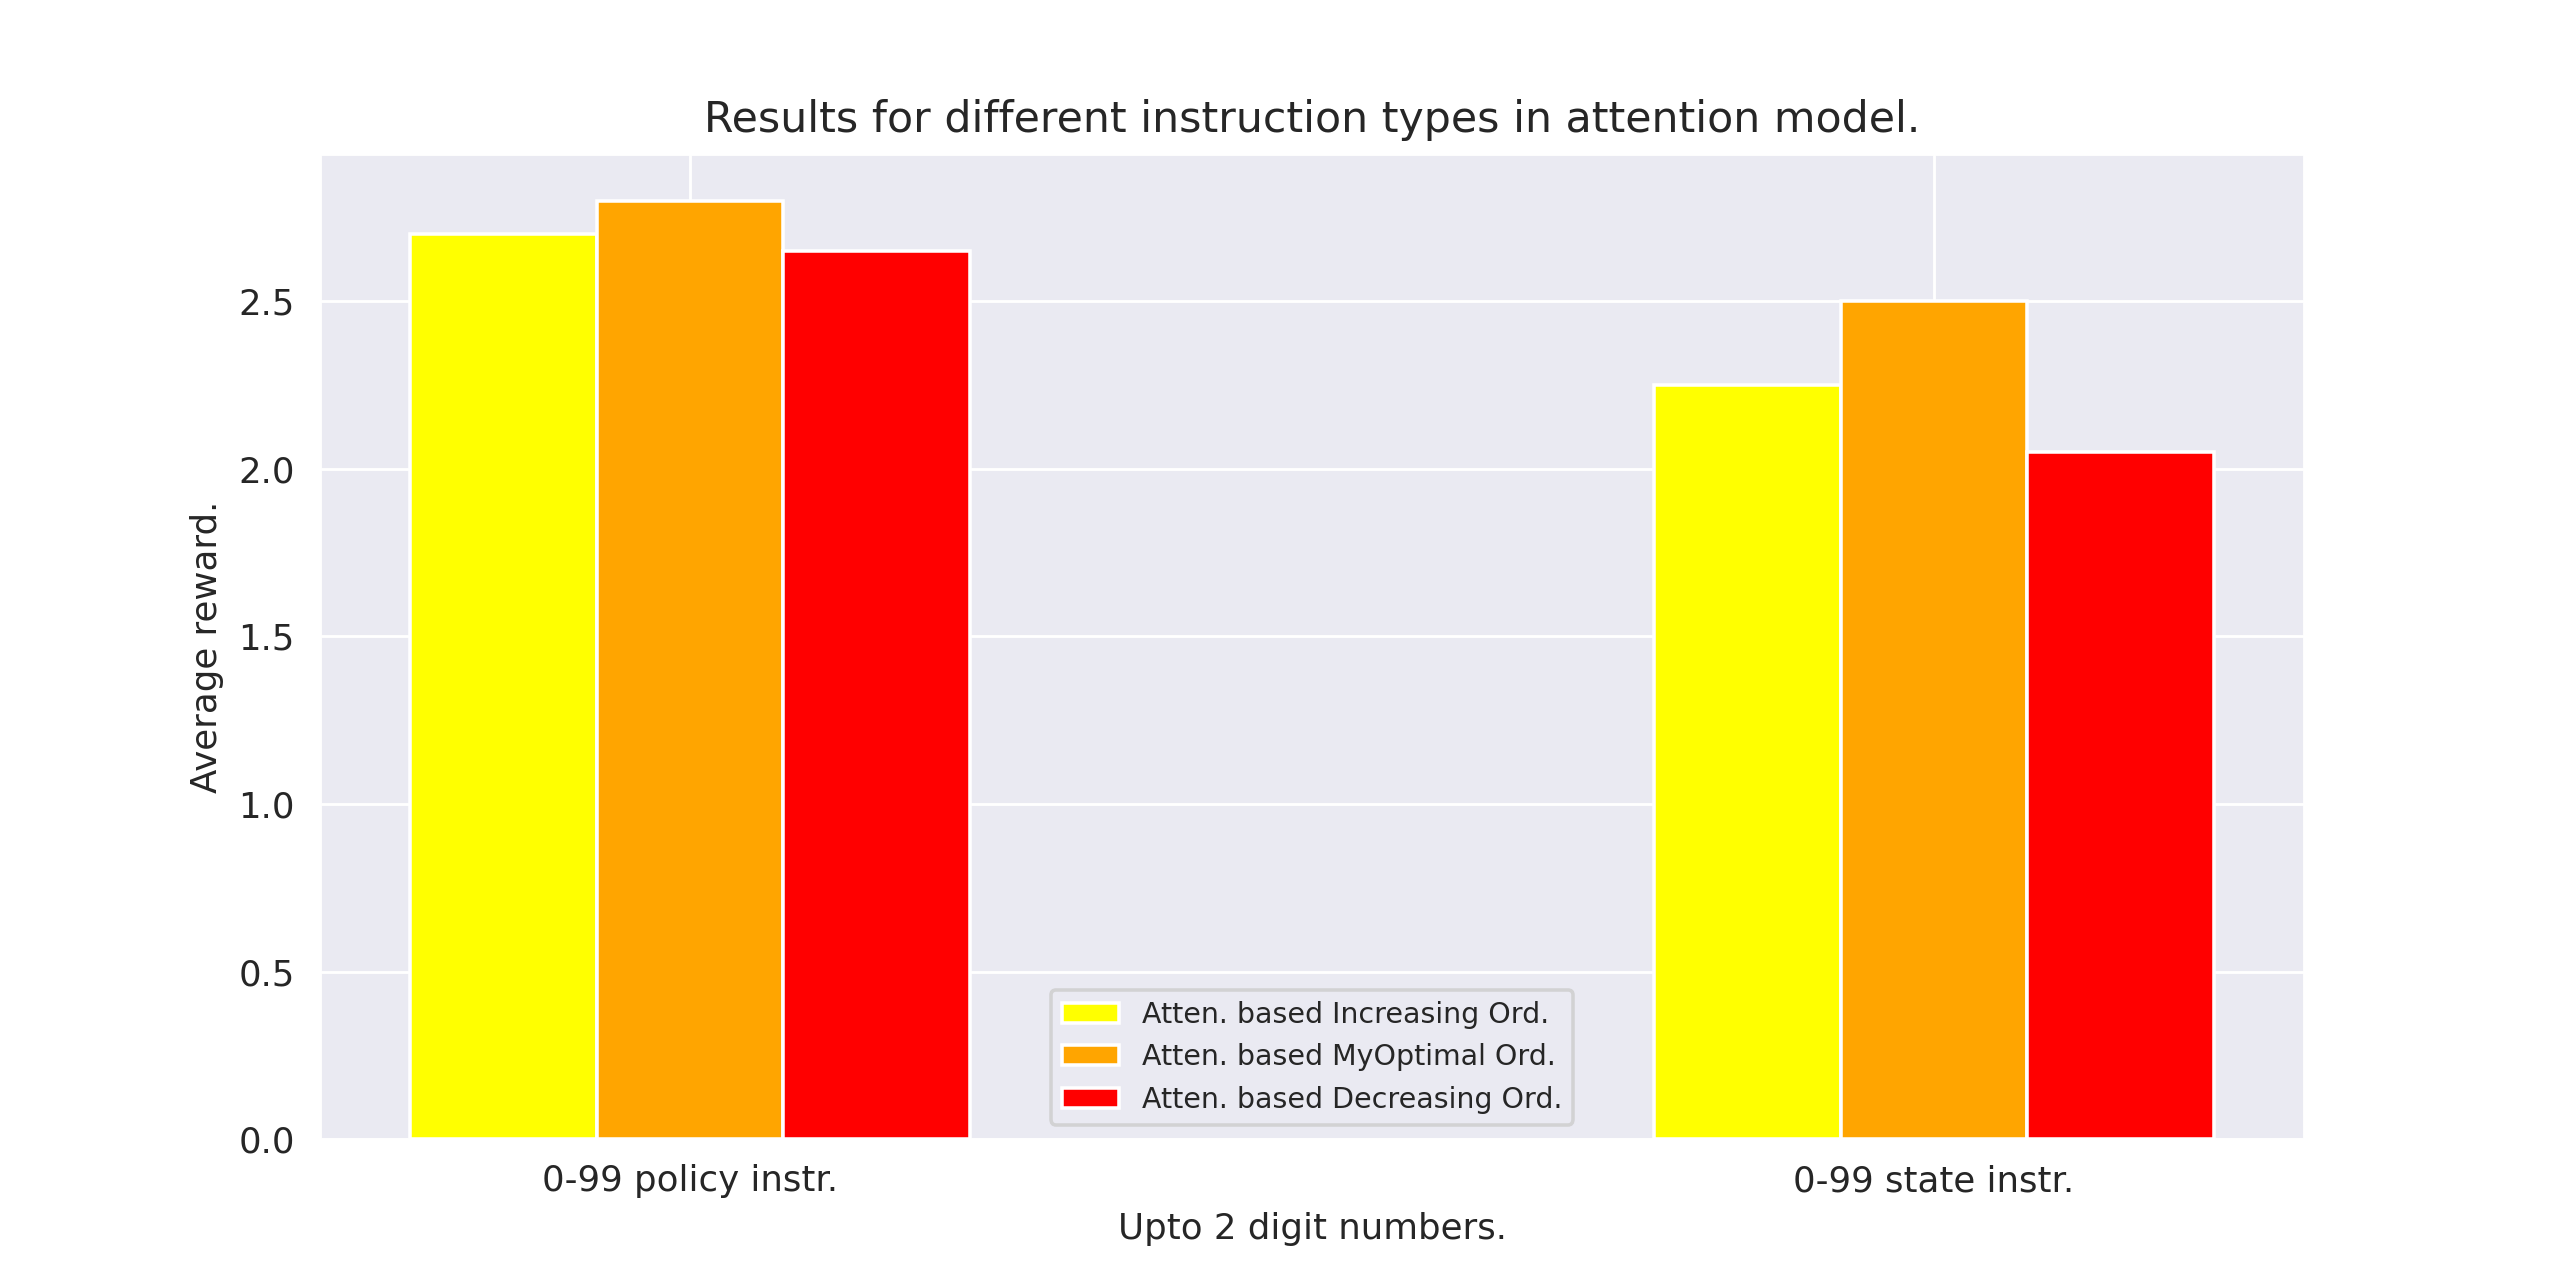 Results for different instruction types in attention model.
Average reward.
2.5
2.0
1.5
1.0
0.5
0.0
Atten. based Increasing Ord.
Atten. based MyOptimal Ord.
Atten. based Decreasing Ord.
0-99 policy instr.
0-99 state instr.
Upto 2 digit numbers.